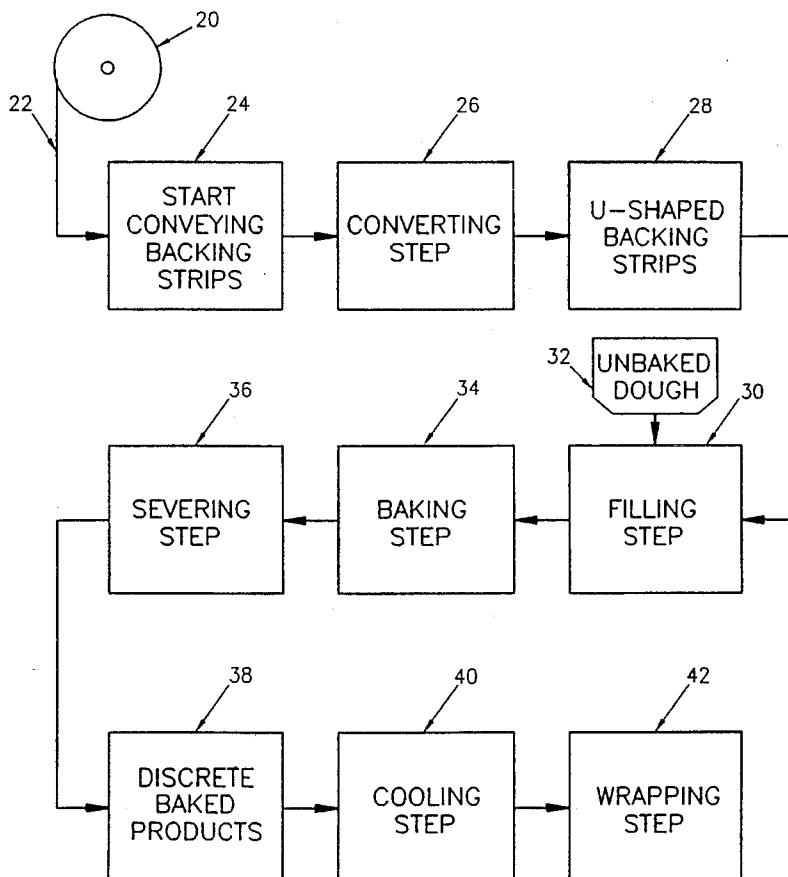 20
22
24
26
28
START
CONVEYING
BACKING
STRIPS
CONVERTING
STEP
U-SHAPED
BACKING
STRIPS
32
UNBAKED
DOUGH
36
34
30
SEVERING
STEP
BAKING
STEP
FILLING
STEP
38
40
42
DISCRETE
BAKED
PRODUCTS
COOLING
STEP
WRAPPING
STEP